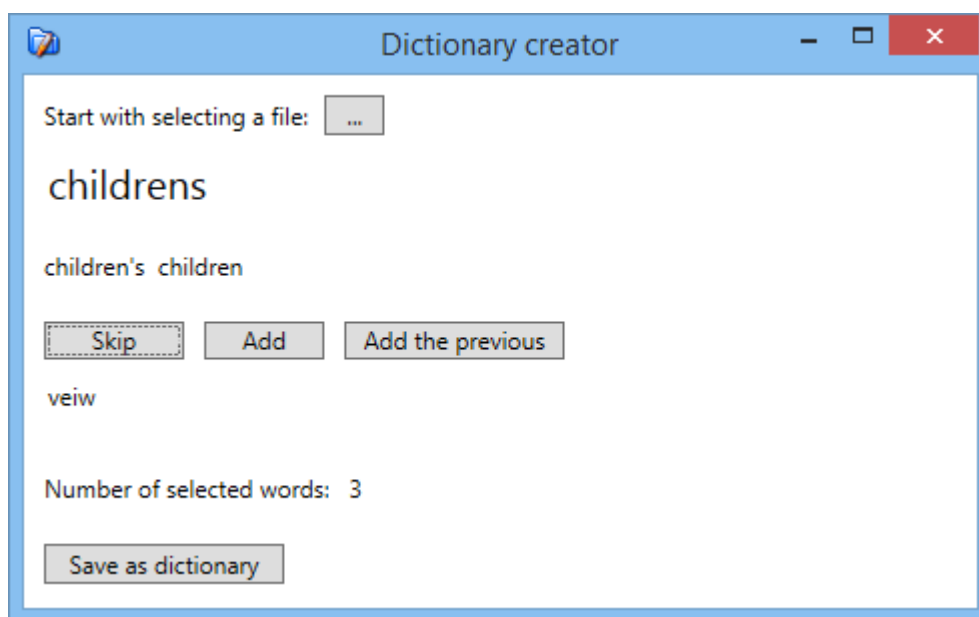 Dictionary creator
Start with selecting a file: ...
childrens
children's children
Skip Add Add the previous
veiw
Number of selected words: 3
Save as dictionary